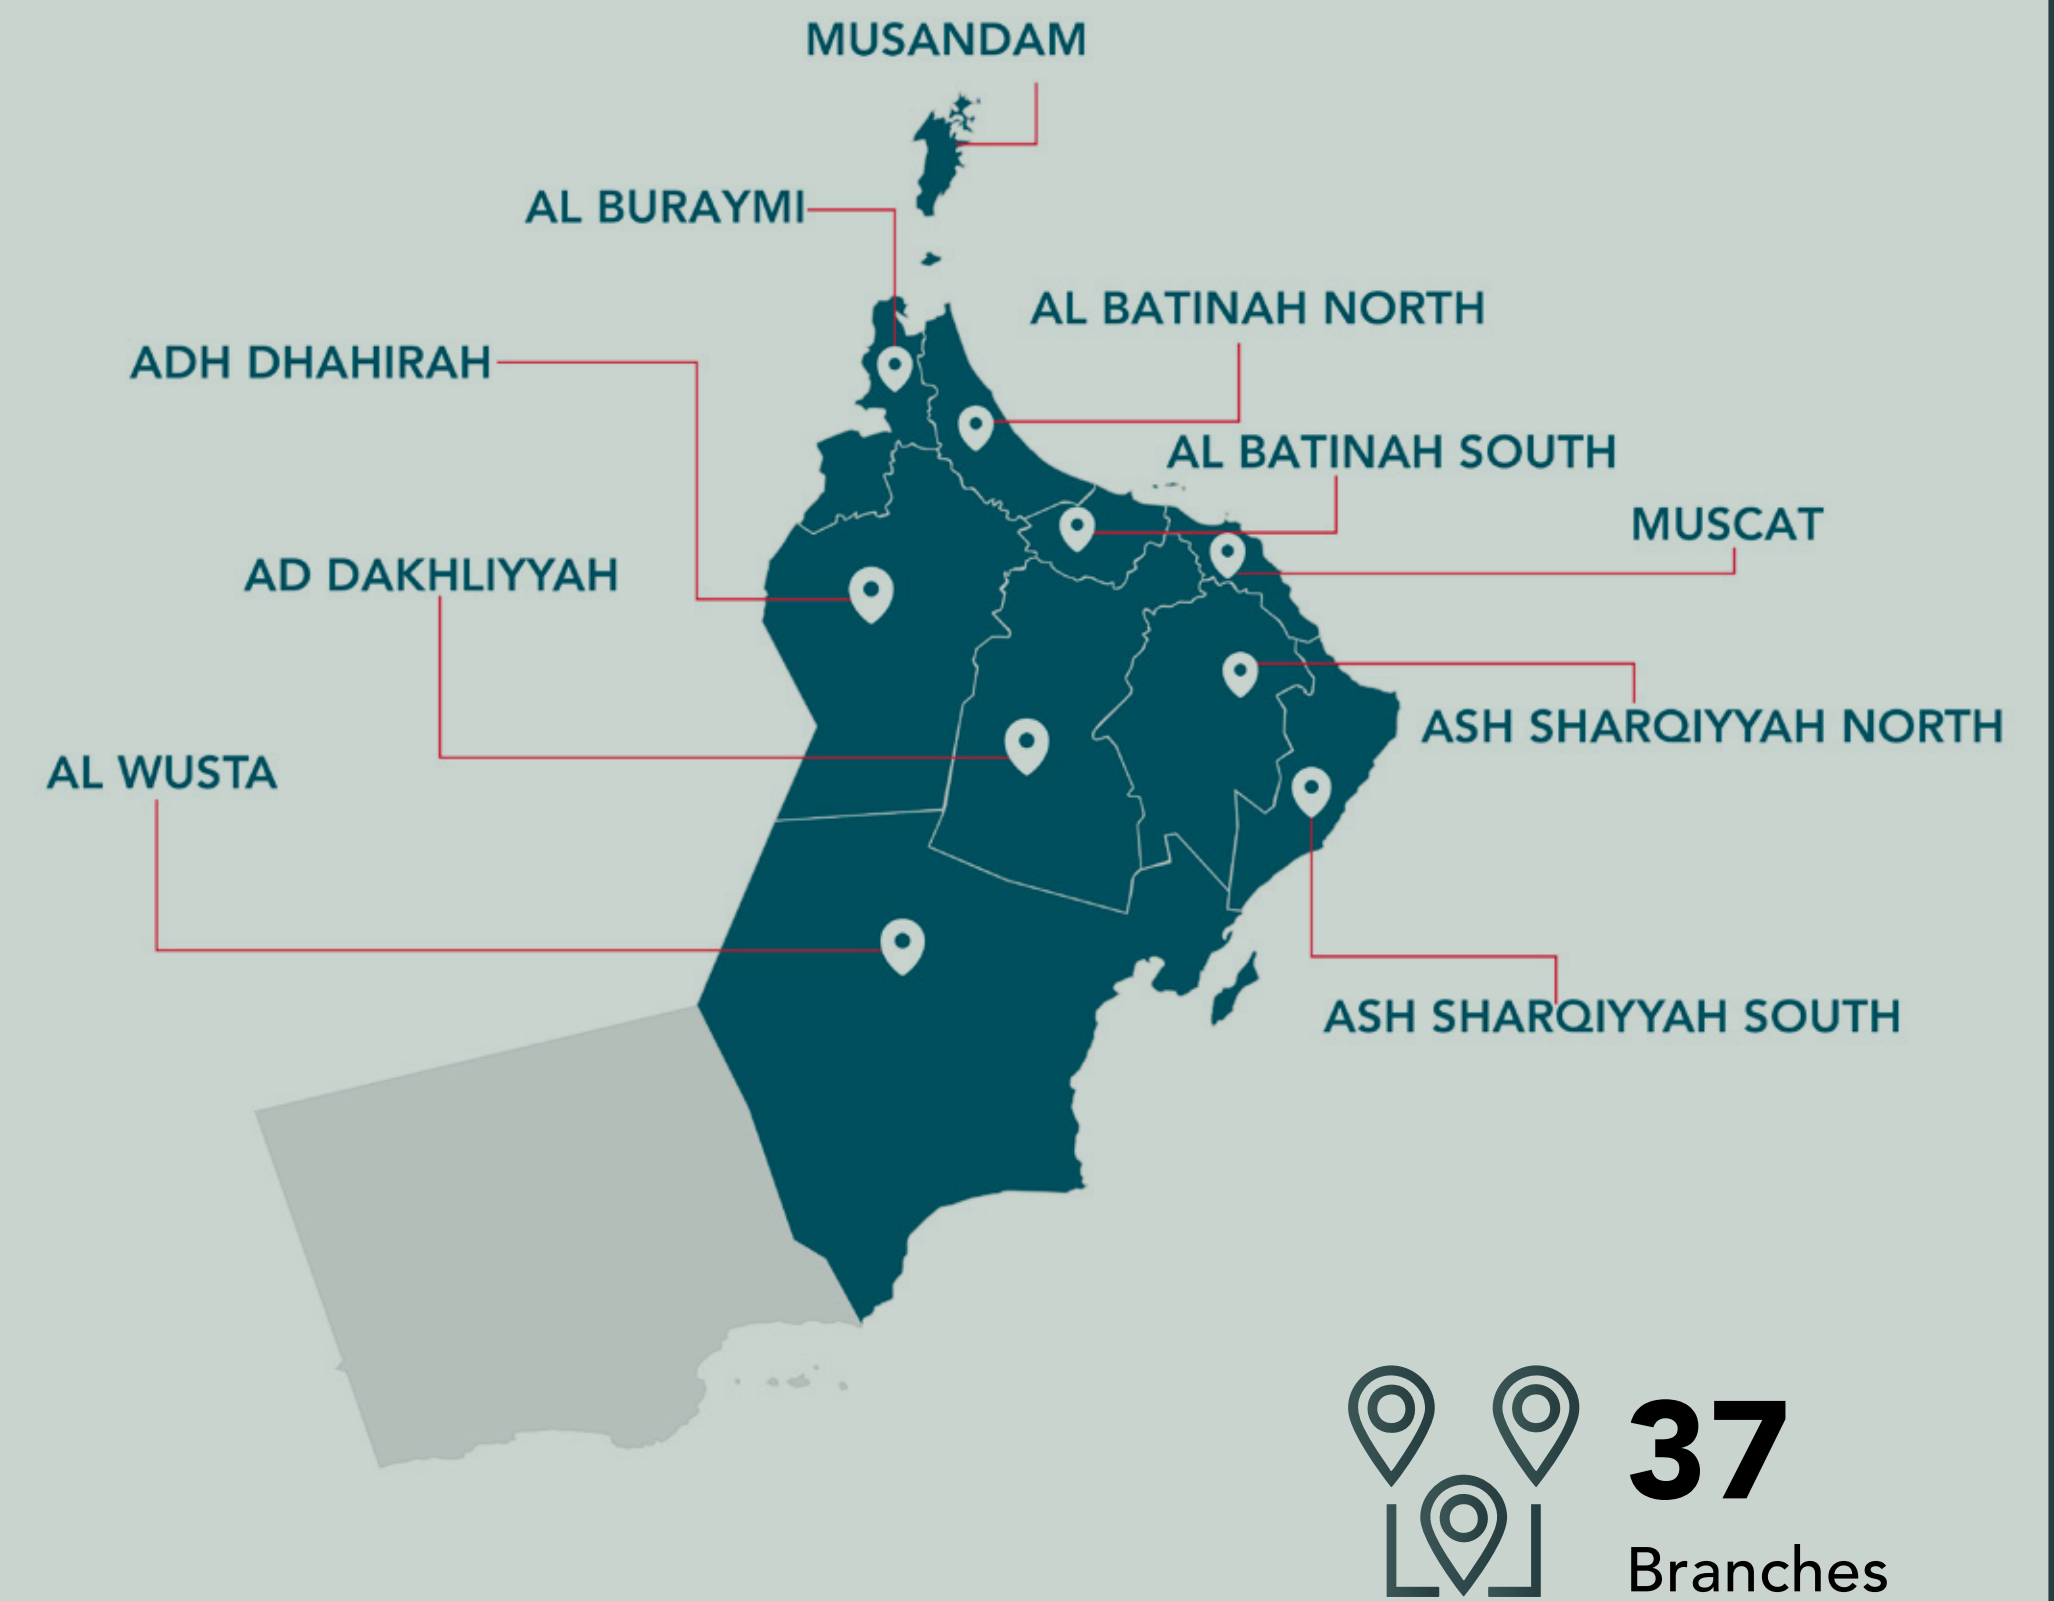 MUSANDAM
AL BURAYMI
AL BATINAH NORTH
ADH DHAHIRAH
AL BATINAH SOUTH
MUSCAT
AD DAKHLIYYAH
ASH SHARQIYYAH NORTH
AL WUSTA
ASH SHARQIYYAH SOUTH
37
Branches